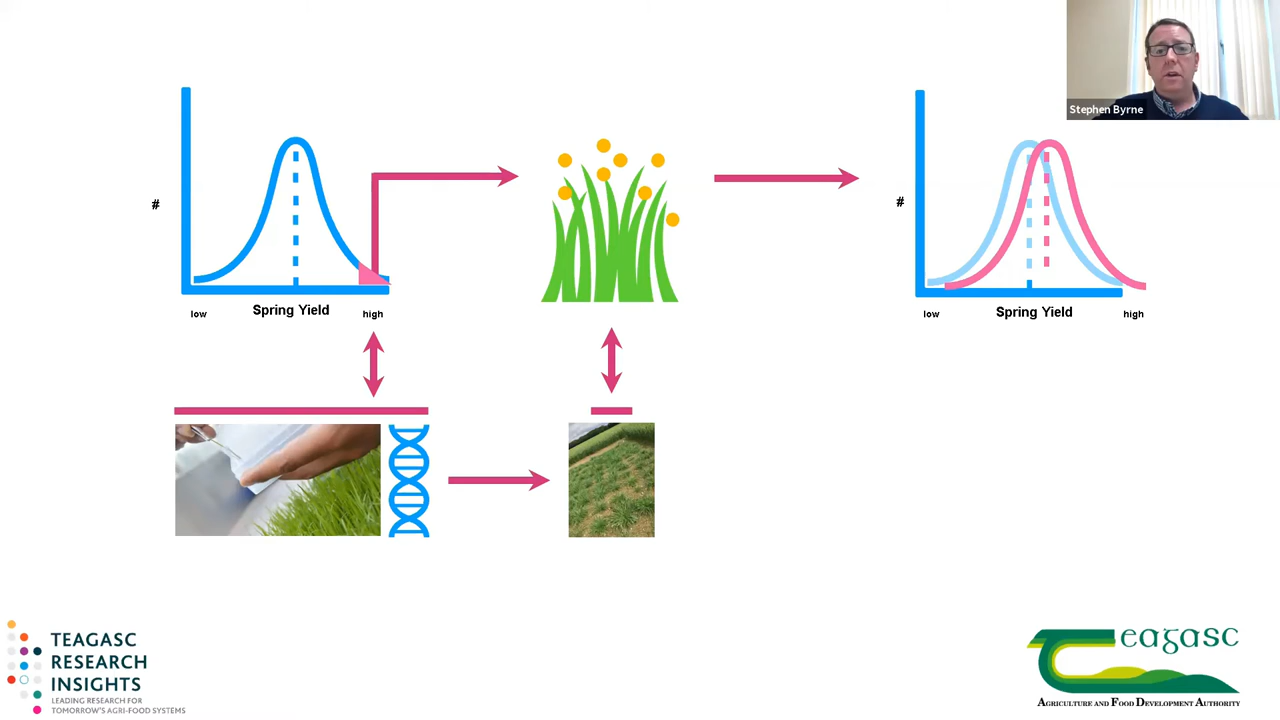 Stephen Byrne
#
Spring Yield
low
high
#
Spring Yield
low
high
TEAGASC
RESEARCH
INSIGHTS
LEADING RESEARCH FOR
TOMORROW'S AGRI-FOOD SYSTEMS
eagasc
AGRICULTURE AND FOOD DEVELOPMENT AUTHORITY